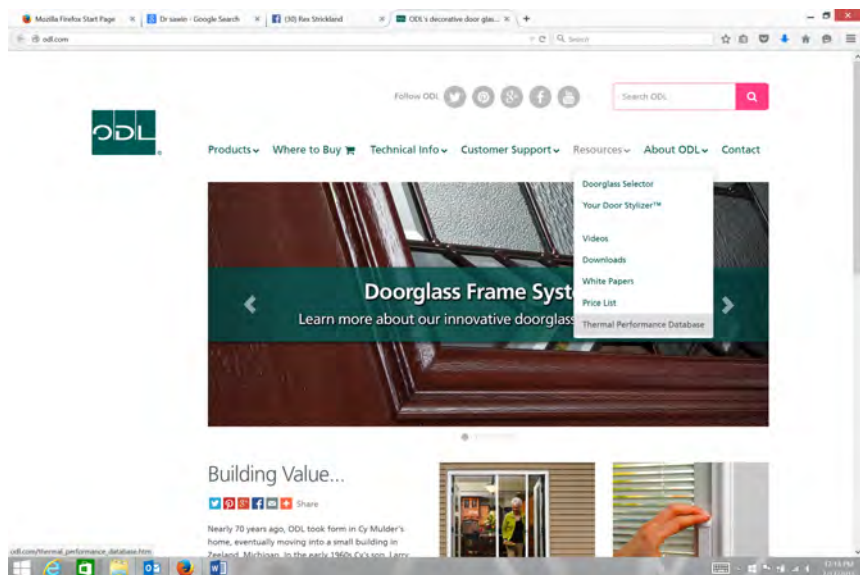 Mozilla Firefox Start Page
Dr sawin - Google Search
(30) Rex Strickland
ODL's decorative door glas...
odl.com
Search
Follow ODL
Search ODL
ODL
Products
Where to Buy
Technical Info
Customer Support
Resources
About ODL
Contact
Doorglass Selector
Your Door Stylizer™
Videos
Downloads
White Papers
Price List
Thermal Performance Database
Doorglass Frame Syst
Learn more about our innovative doorglass
Building Value...
Share
Nearly 70 years ago, ODL took form in Cy Mulder's
home, eventually moving into a small building in
Zeeland, Michigan. In the early 1960s Cy's son, Larry
odl.com/thermal_performance_database.htm
12:15 PM